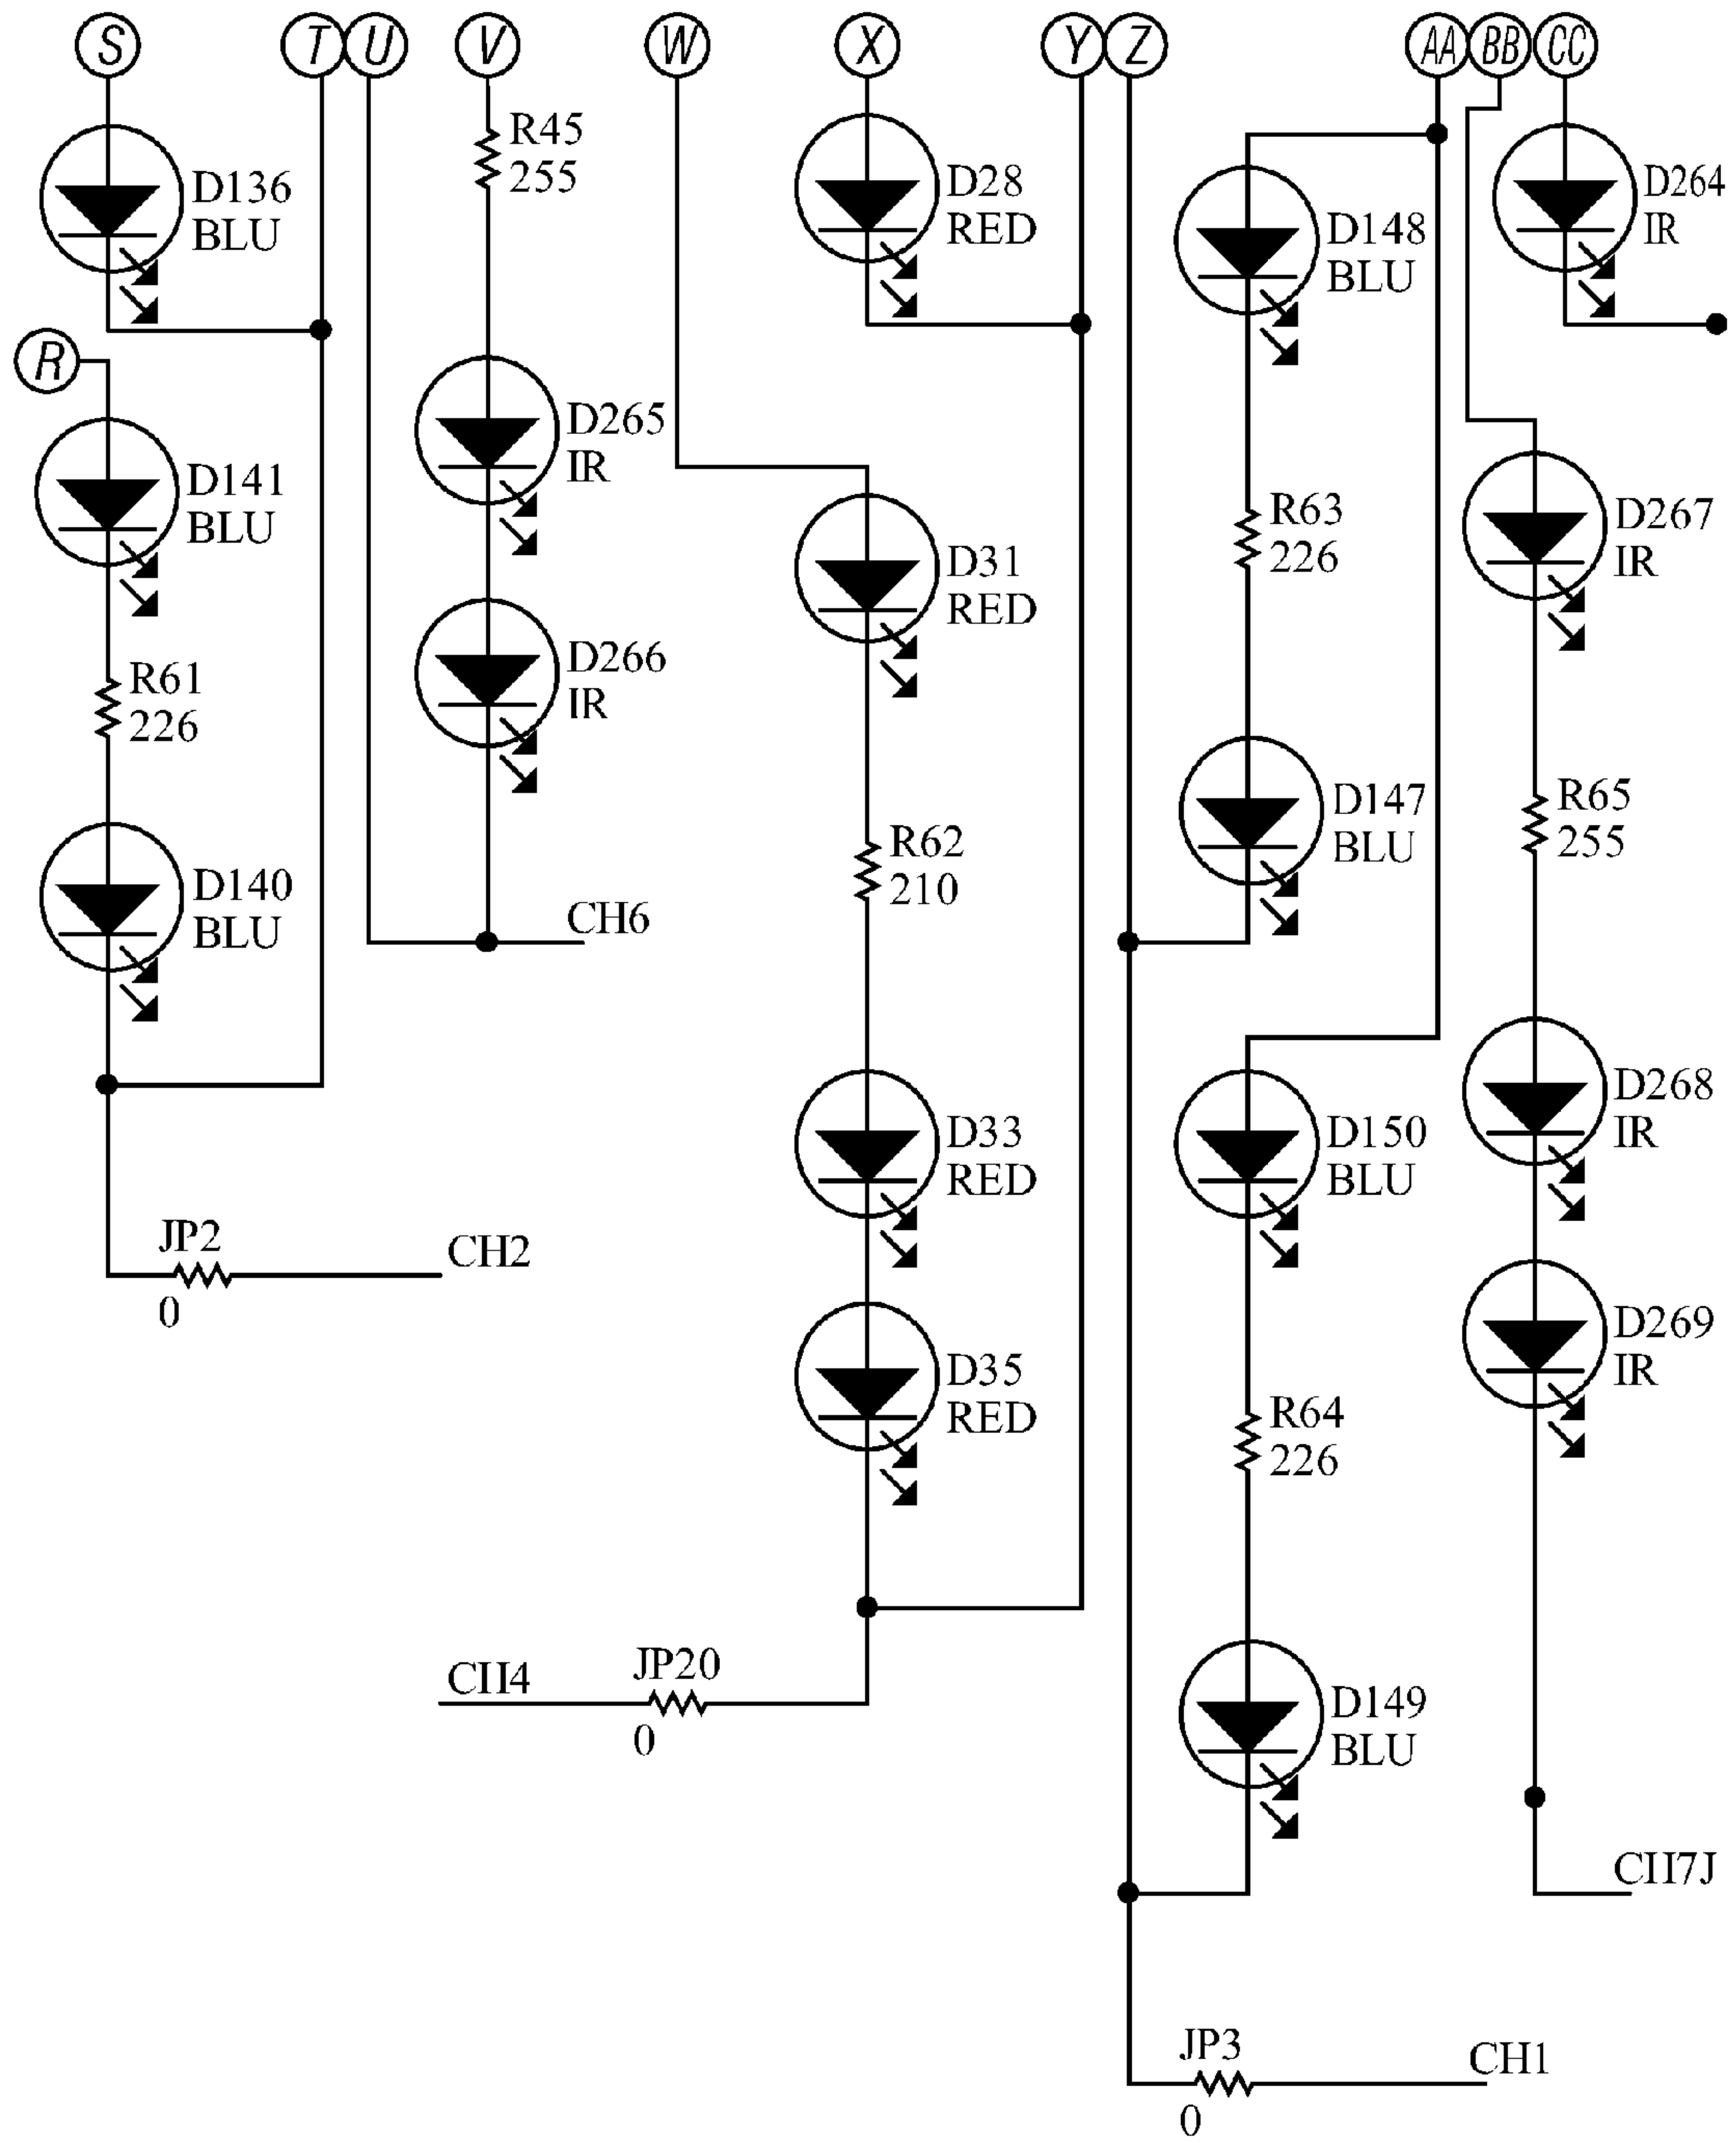 S
T
U
V
W
X
Y
Z
AA
BB
CC
R45
255
D136
BLU
D28
RED
D148
BLU
D264
IR
R
D141
BLU
D265
IR
D31
RED
R63
226
D267
IR
R61
226
D266
IR
D147
BLU
R65
255
D140
BLU
CH6
R62
210
D33
RED
D150
BLU
D268
IR
JP2
0
CH2
D35
RED
R64
226
D269
IR
CH4
JP20
0
D149
BLU
CH7J
JP3
0
CH1